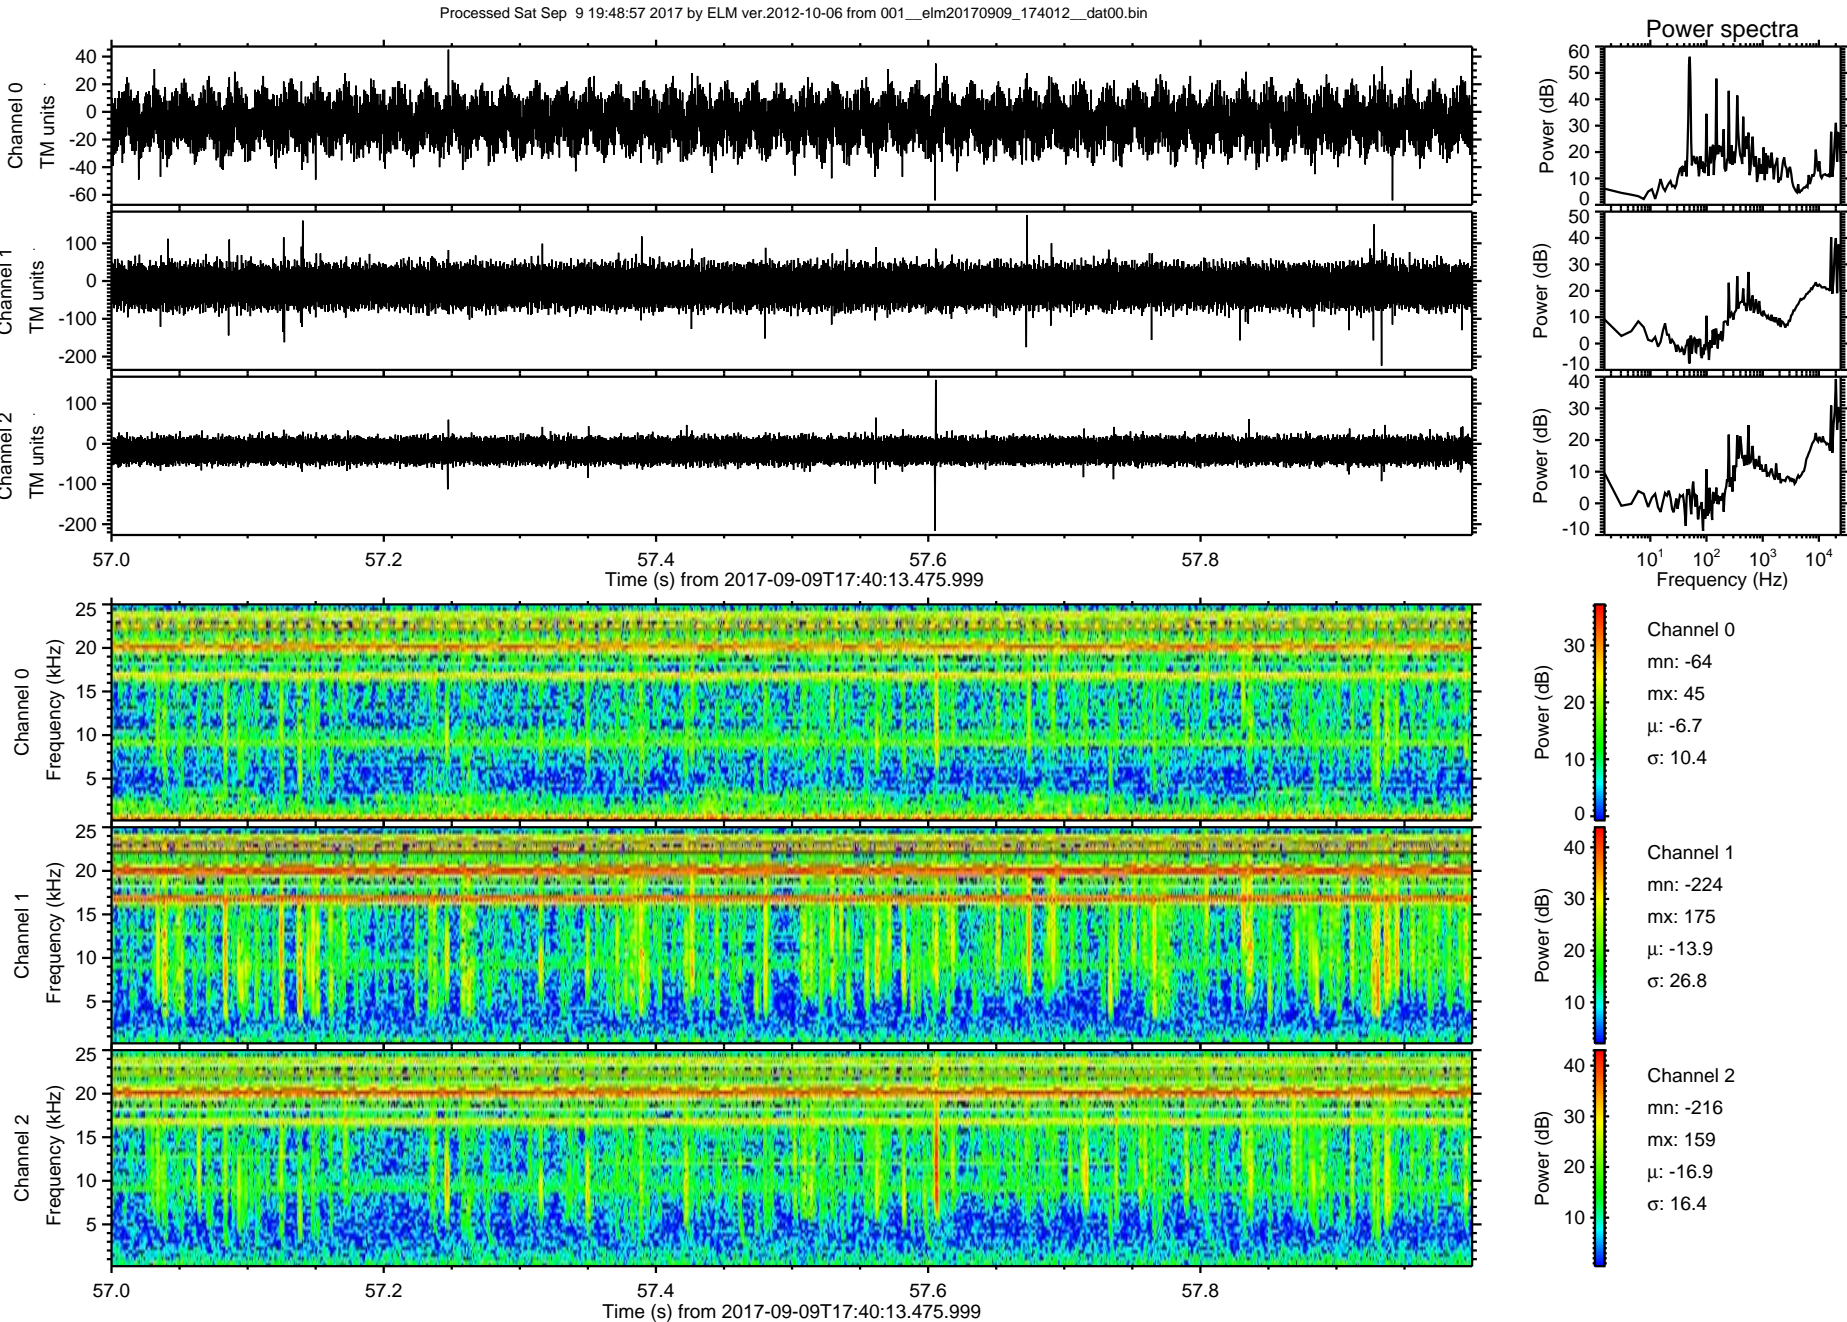 Processed Sat Sep  9 19:48:57 2017 by ELM ver.2012-10-06 from 001__elm20170909_174012__dat00.bin
Power spectra
Channel 0
TM units
40
20
0
-20
-40
-60
Power (dB)
60
50
40
30
20
10
0
Channel 1
TM units
100
0
-100
-200
Power (dB)
50
40
30
20
10
0
-10
Channel 2
TM units
100
0
-100
-200
Power (dB)
40
30
20
10
0
-10
57.0 57.2 57.4 57.6 57.8
Time (s) from 2017-09-09T17:40:13.475.999
10^1 10^2 10^3 10^4
Frequency (Hz)
Channel 0
Frequency (kHz)
25
20
15
10
5
Power (dB)
30
20
10
0
Channel 0
mn: -64
mx: 45
μ: -6.7
σ: 10.4
Channel 1
Frequency (kHz)
25
20
15
10
5
Power (dB)
40
30
20
10
Channel 1
mn: -224
mx: 175
μ: -13.9
σ: 26.8
Channel 2
Frequency (kHz)
25
20
15
10
5
Power (dB)
40
30
20
10
Channel 2
mn: -216
mx: 159
μ: -16.9
σ: 16.4
57.0 57.2 57.4 57.6 57.8
Time (s) from 2017-09-09T17:40:13.475.999